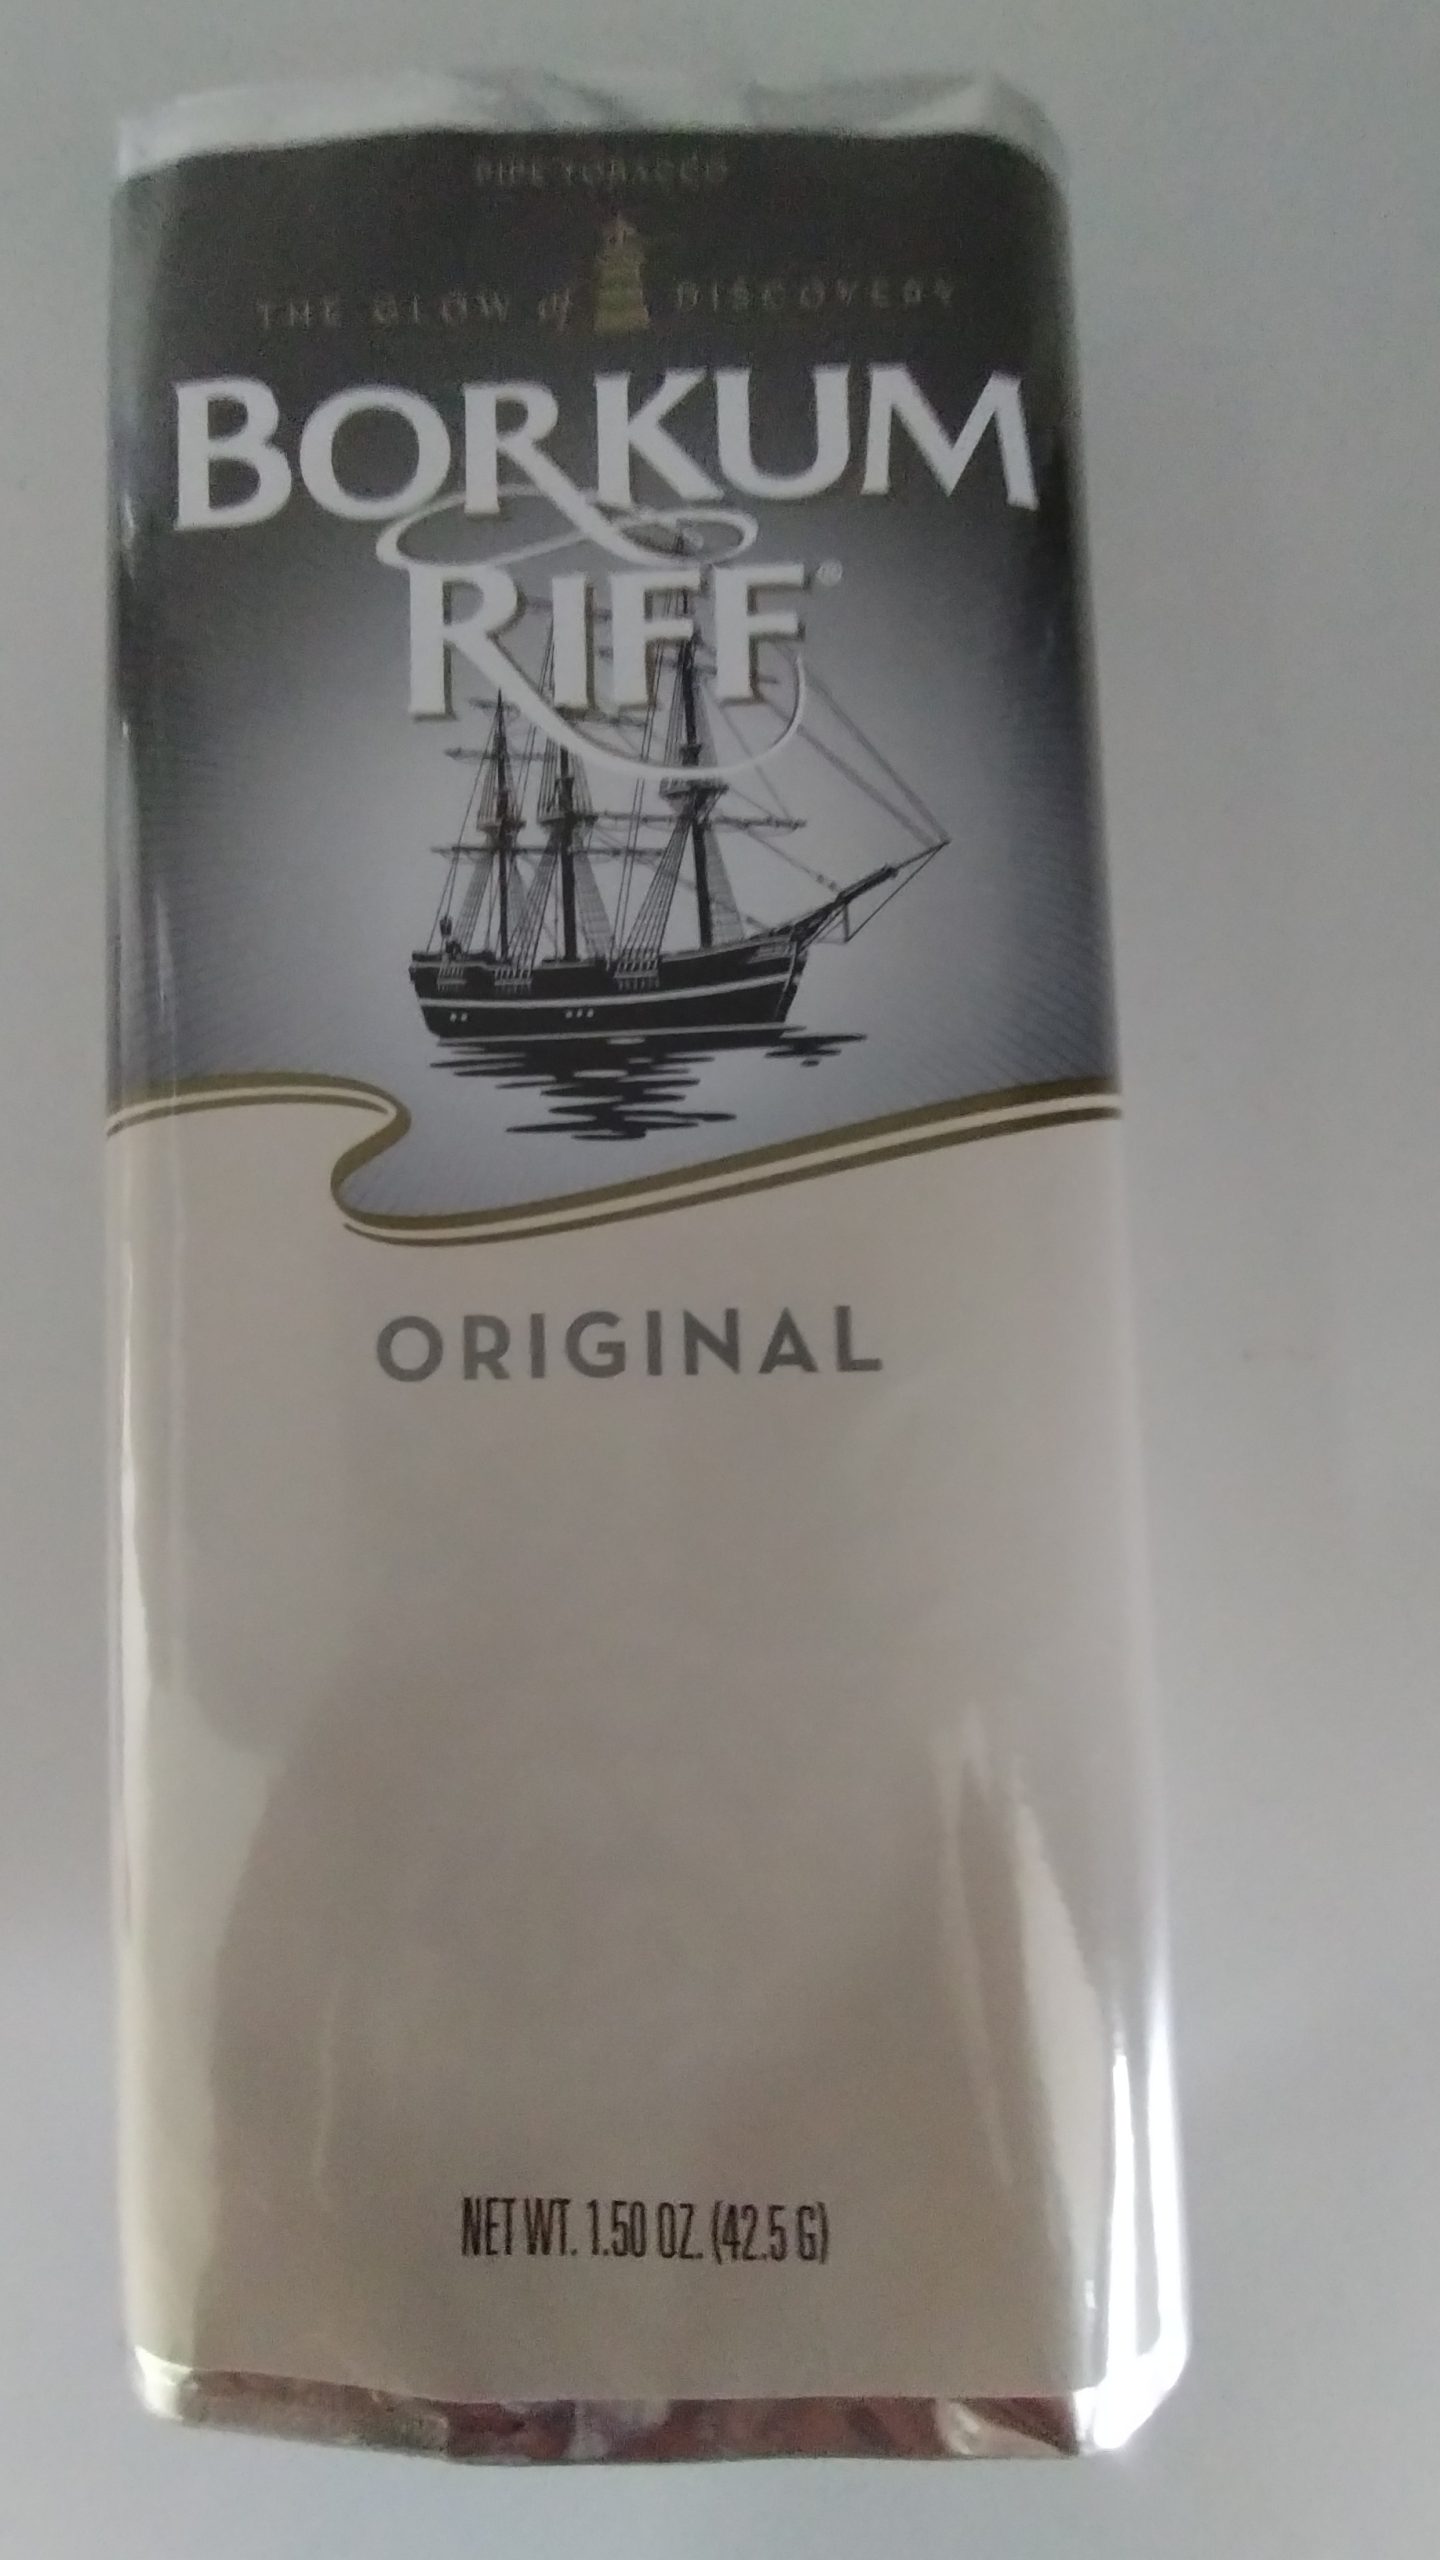 PIPE TOBACCO
THE GLOW of DISCOVERY
BORKUM
RIFF®
ORIGINAL
NET WT. 1.50 OZ. (42.5 G)